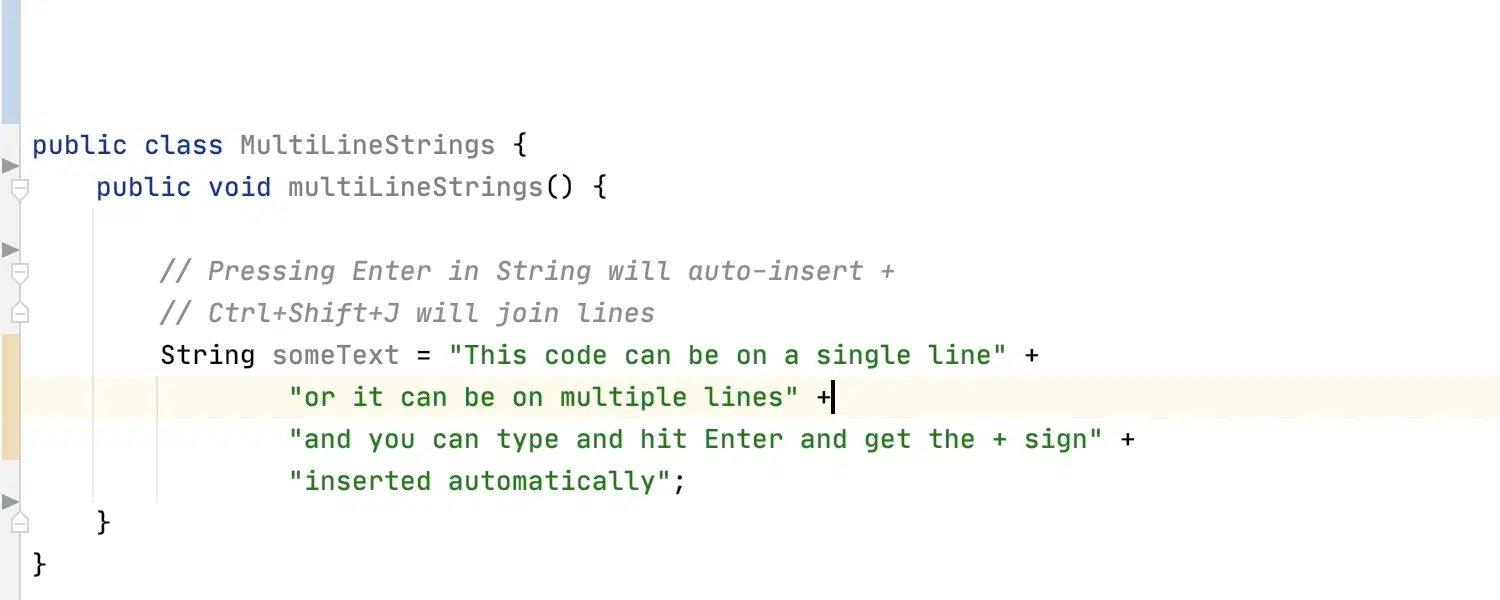 public class MultiLineStrings {
public void multiLineStrings() {
// Pressing Enter in String will auto-insert +
// Ctrl+Shift+J will join lines
String someText = "This code can be on a single line" +
"or it can be on multiple lines" +
"and you can type and hit Enter and get the + sign" +
"inserted automatically";
}
}